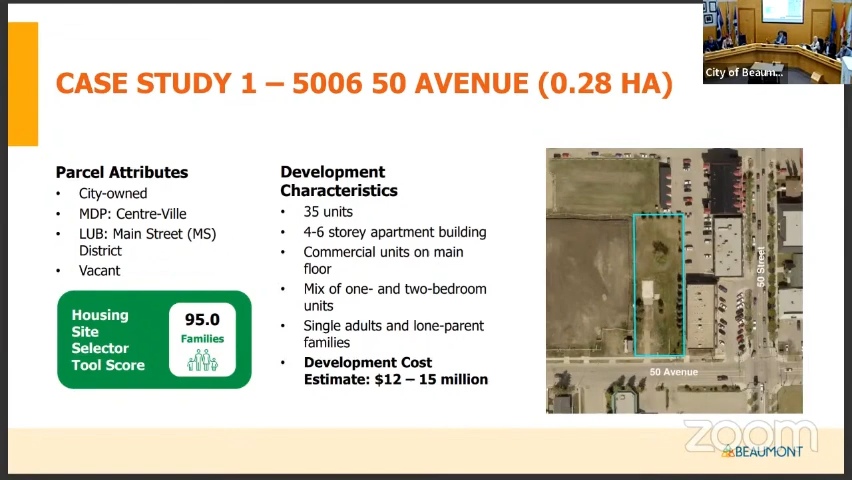 City of Beaum...
CASE STUDY 1 – 5006 50 AVENUE (0.28 HA)
Parcel Attributes
• City-owned
• MDP: Centre-Ville
• LUB: Main Street (MS)
District
• Vacant
Housing
Site
Selector
Tool Score
95.0
Families
Development
Characteristics
• 35 units
• 4-6 storey apartment building
• Commercial units on main
floor
• Mix of one- and two-bedroom
units
• Single adults and lone-parent
families
• Development Cost
Estimate: $12 – 15 million
50 Street
50 Avenue
zoom
BEAUMONT